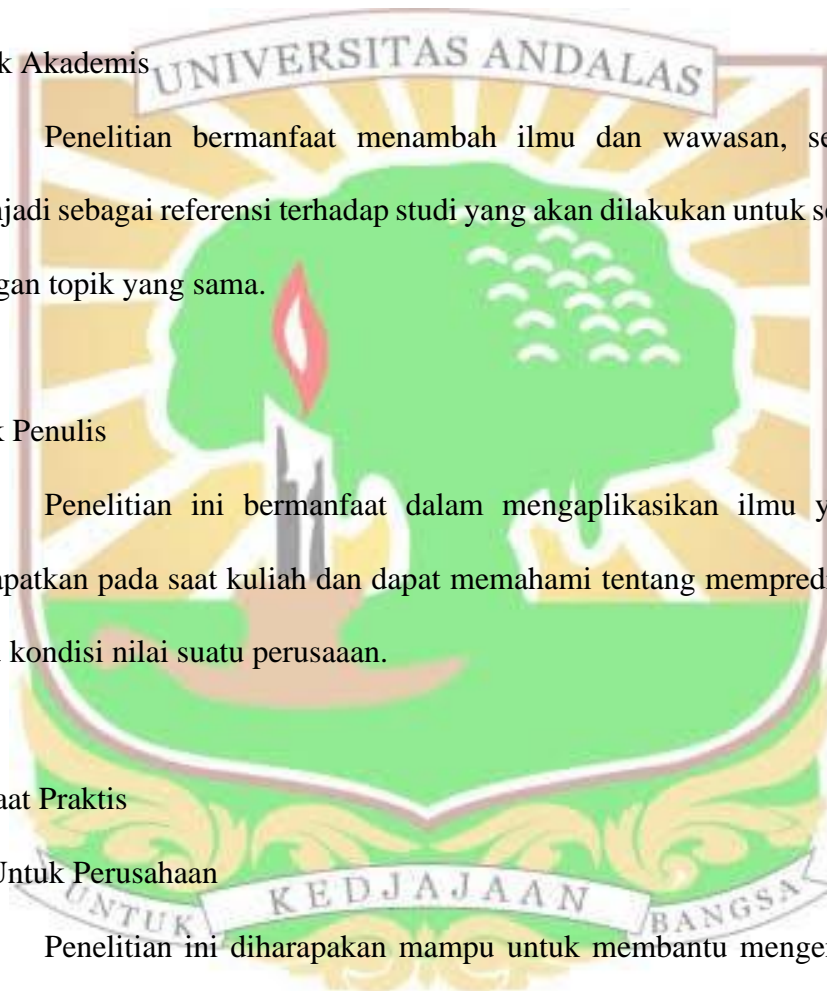 k Akademis
UNIVERSITAS ANDALAS
Penelitian bermanfaat menambah ilmu dan wawasan, se
njadi sebagai referensi terhadap studi yang akan dilakukan untuk se
gan topik yang sama.
k Penulis
Penelitian ini bermanfaat dalam mengaplikasikan ilmu y
apatkan pada saat kuliah dan dapat memahami tentang mempredi
kondisi nilai suatu perusaaan.
aat Praktis
Untuk Perusahaan
UNTUK KEDJAJAAN BANGSA
Penelitian ini diharapakan mampu untuk membantu menge